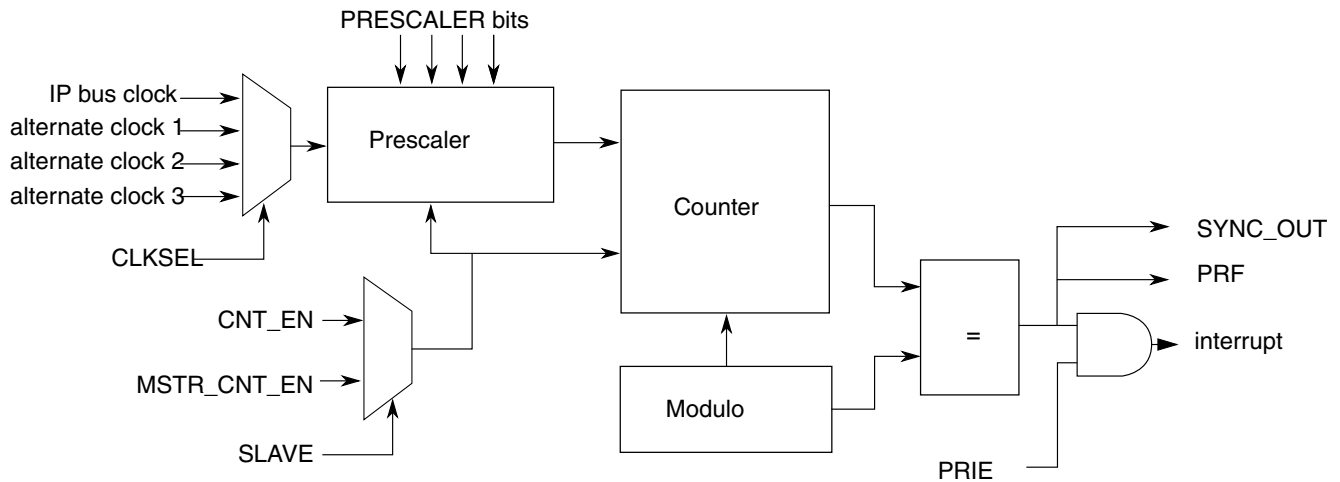 PRESCALER bits
IP bus clock
alternate clock 1
alternate clock 2
alternate clock 3
CLKSEL
Prescaler
Counter
CNT_EN
MSTR_CNT_EN
SLAVE
Modulo
=
SYNC_OUT
PRF
interrupt
PRIE